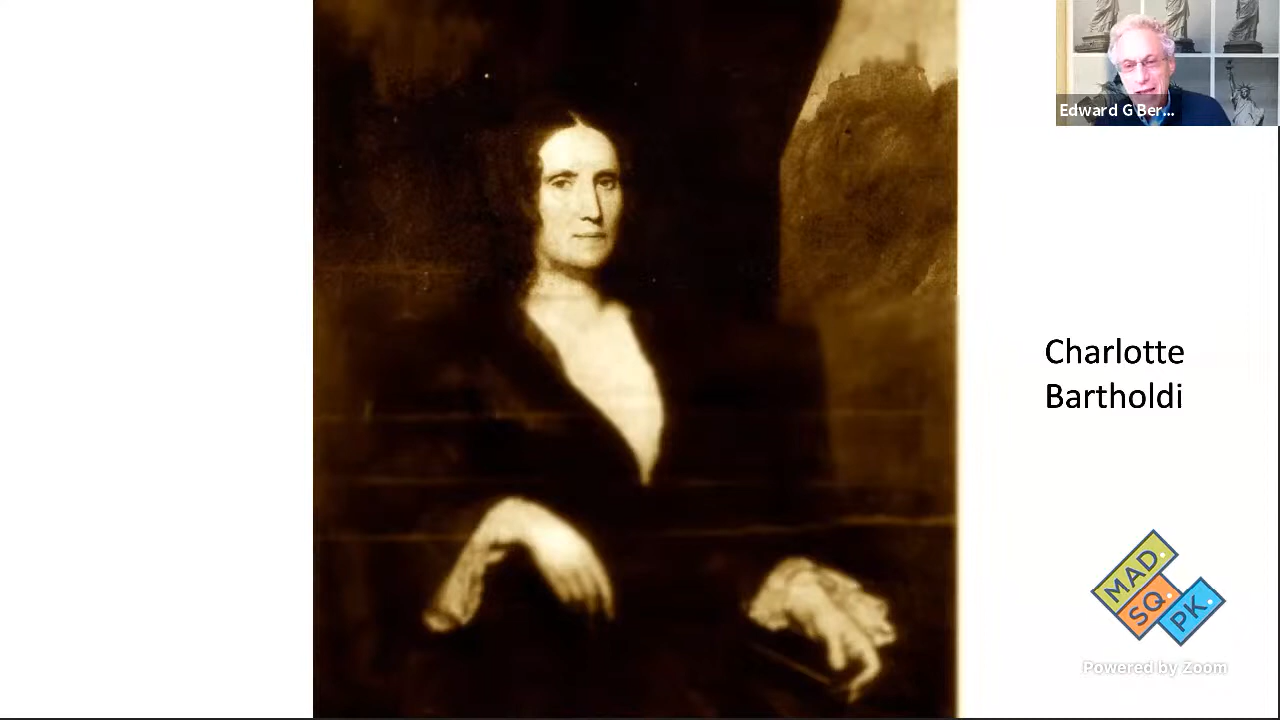 Edward G Ber...
Charlotte
Bartholdi
MAD.
SQ.
PK.
Powered by Zoom